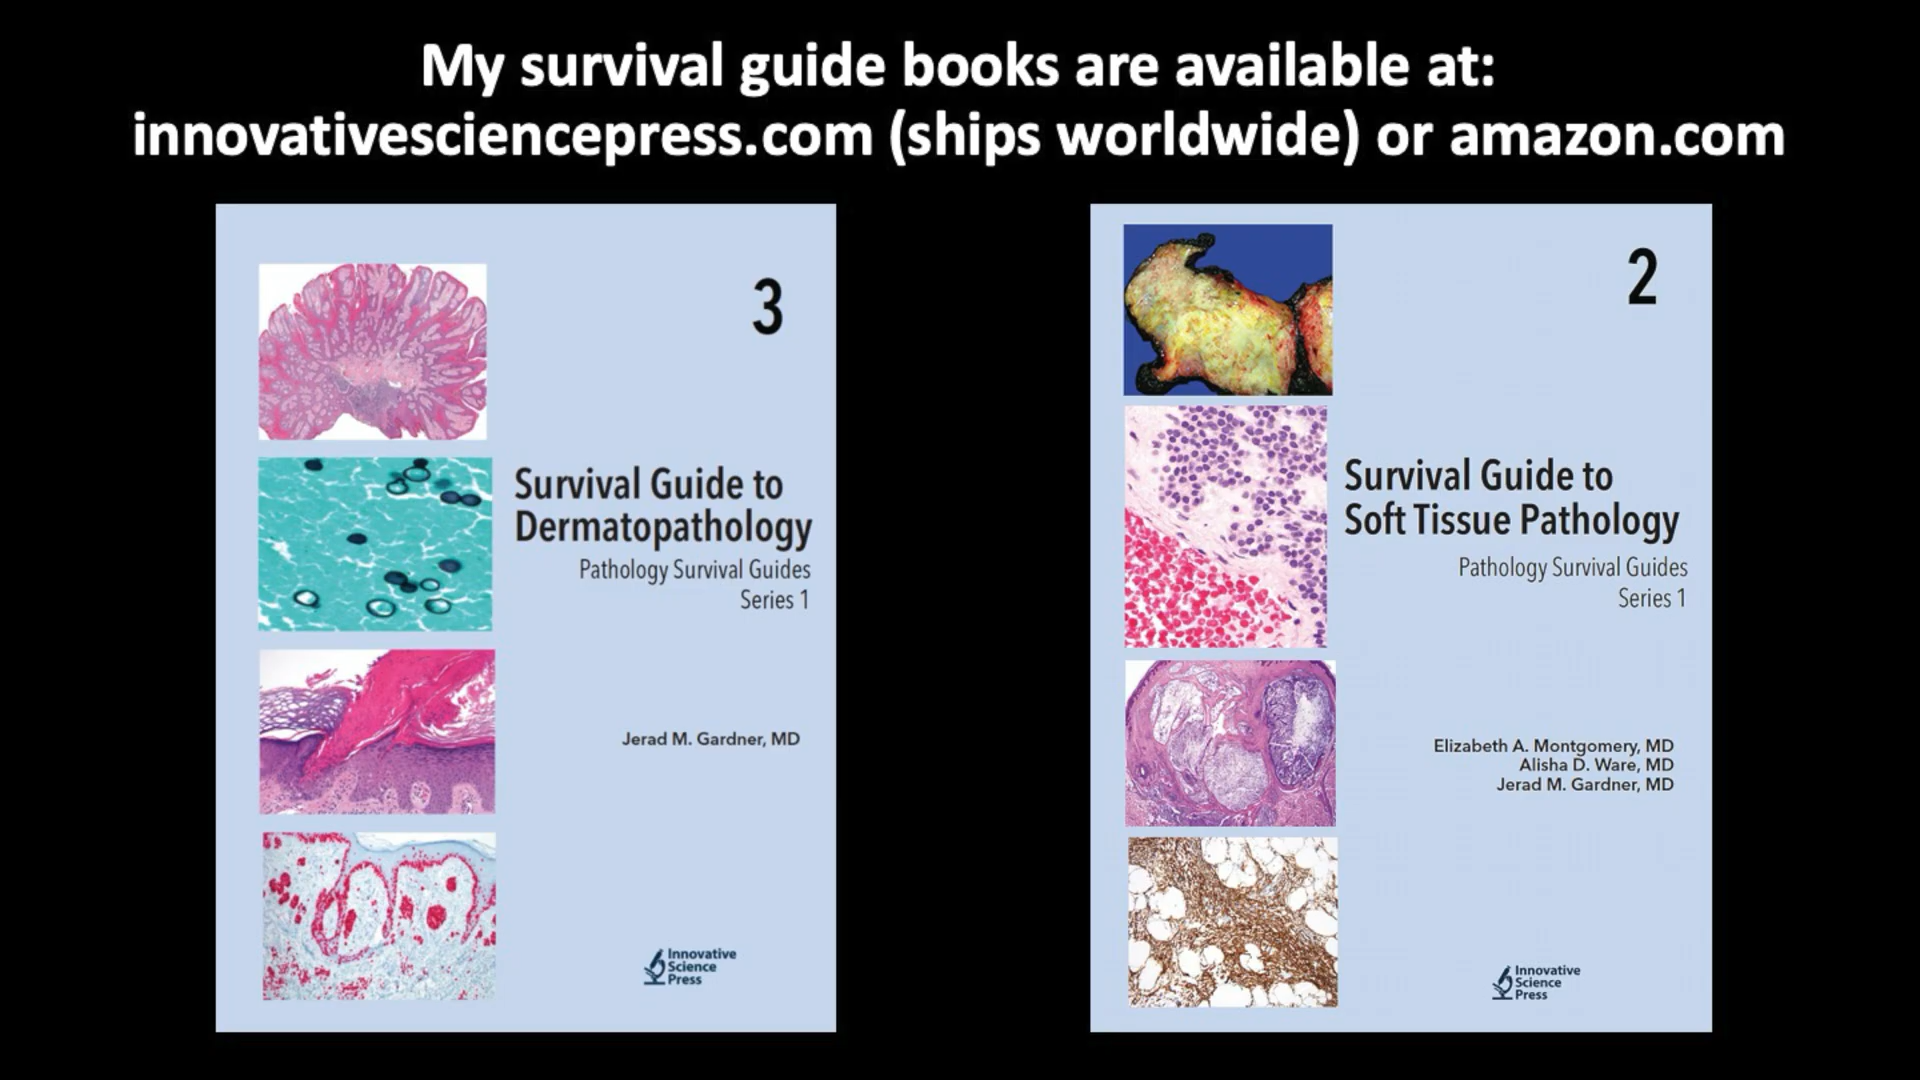 My survival guide books are available at:
innovativesciencepress.com (ships worldwide) or amazon.com
3
Survival Guide to
Dermatopathology
Pathology Survival Guides
Series 1
Jerad M. Gardner, MD
Innovative
Science
Press
2
Survival Guide to
Soft Tissue Pathology
Pathology Survival Guides
Series 1
Elizabeth A. Montgomery, MD
Alisha D. Ware, MD
Jerad M. Gardner, MD
Innovative
Science
Press